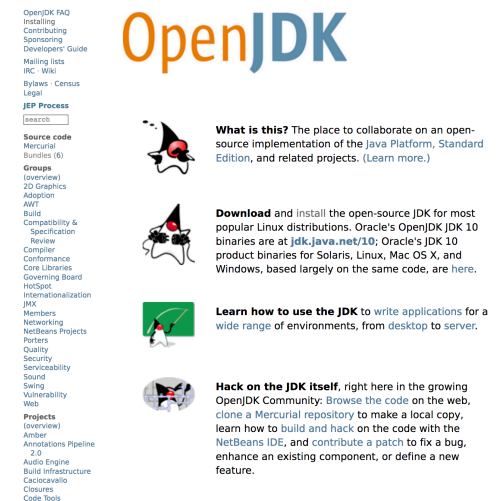 OpenJDK FAQ
Installing
Contributing
Sponsoring
Developers' Guide
Mailing lists
IRC · Wiki
Bylaws · Census
Legal
JEP Process
search
Source code
Mercurial
Bundles (6)
Groups
(overview)
2D Graphics
Adoption
AWT
Build
Compatibility &
Specification
Review
Compiler
Conformance
Core Libraries
Governing Board
HotSpot
Internationalization
JMX
Members
Networking
NetBeans Projects
Porters
Quality
Security
Serviceability
Sound
Swing
Vulnerability
Web
Projects
(overview)
Amber
Annotations Pipeline
2.0
Audio Engine
Build Infrastructure
Caciocavallo
Closures
Code Tools
OpenJDK
What is this? The place to collaborate on an open-
source implementation of the Java Platform, Standard
Edition, and related projects. (Learn more.)
Download and install the open-source JDK for most
popular Linux distributions. Oracle's OpenJDK JDK 10
binaries are at jdk.java.net/10; Oracle's JDK 10
product binaries for Solaris, Linux, Mac OS X, and
Windows, based largely on the same code, are here.
Learn how to use the JDK to write applications for a
wide range of environments, from desktop to server.
Hack on the JDK itself, right here in the growing
OpenJDK Community: Browse the code on the web,
clone a Mercurial repository to make a local copy,
learn how to build and hack on the code with the
NetBeans IDE, and contribute a patch to fix a bug,
enhance an existing component, or define a new
feature.